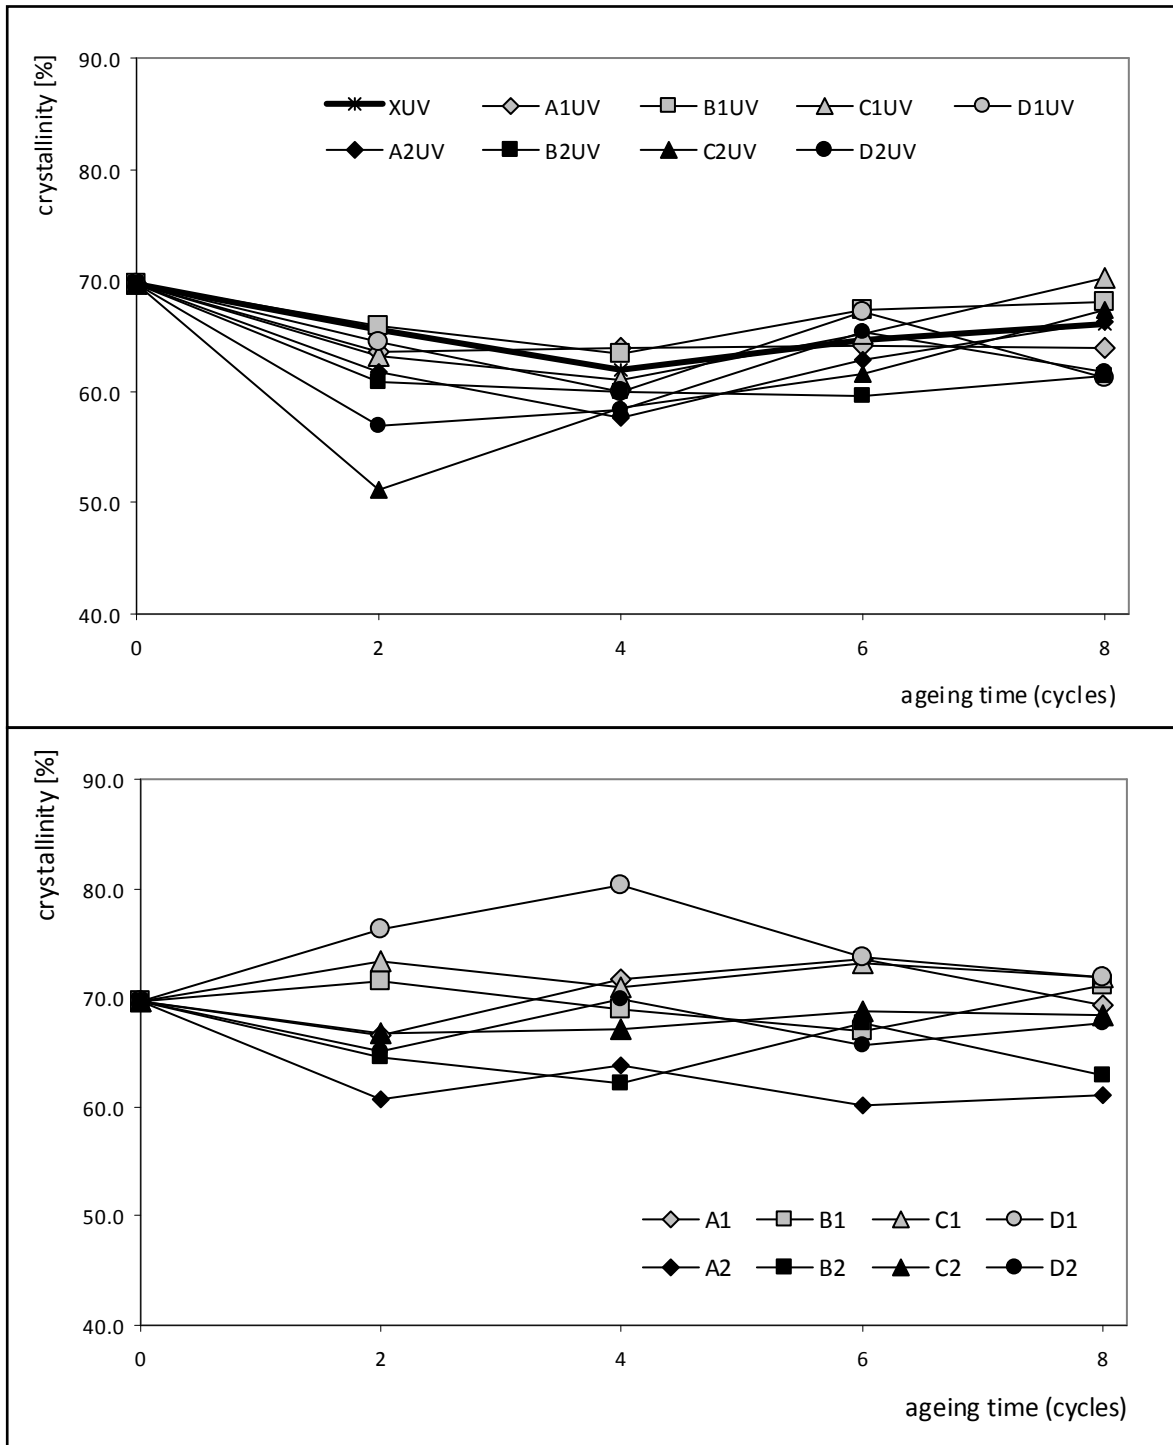 90.0
crystallinity [%]
XUV A1UV B1UV C1UV D1UV
A2UV B2UV C2UV D2UV
80.0
70.0
60.0
50.0
40.0
0 2 4 6 8
ageing time (cycles)
90.0
crystallinity [%]
80.0
70.0
60.0
50.0
A1 B1 C1 D1
A2 B2 C2 D2
40.0
0 2 4 6 8
ageing time (cycles)